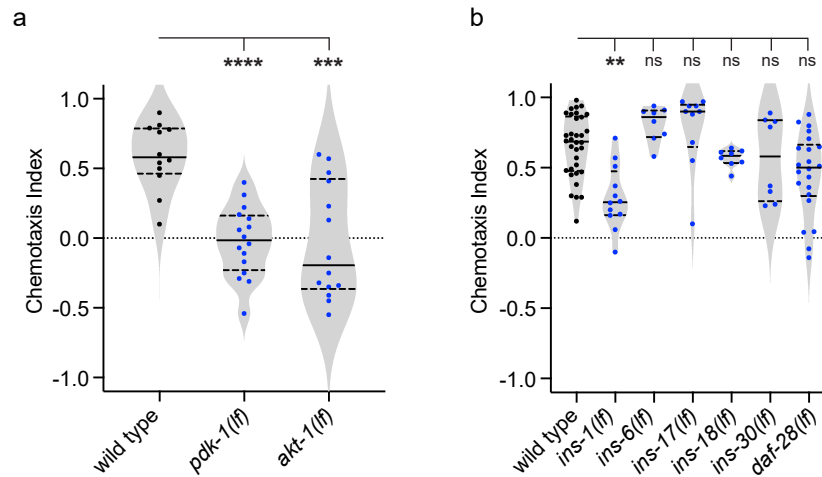 a
**** ***
1.0
0.5
0.0
-0.5
-1.0
Chemotaxis Index
wild type
pdk-1(lf)
akt-1(lf)
b
** ns ns ns ns ns
1.0
0.5
0.0
-0.5
-1.0
Chemotaxis Index
wild type
ins-1(lf)
ins-6(lf)
ins-17(lf)
ins-18(lf)
ins-30(lf)
daf-28(lf)